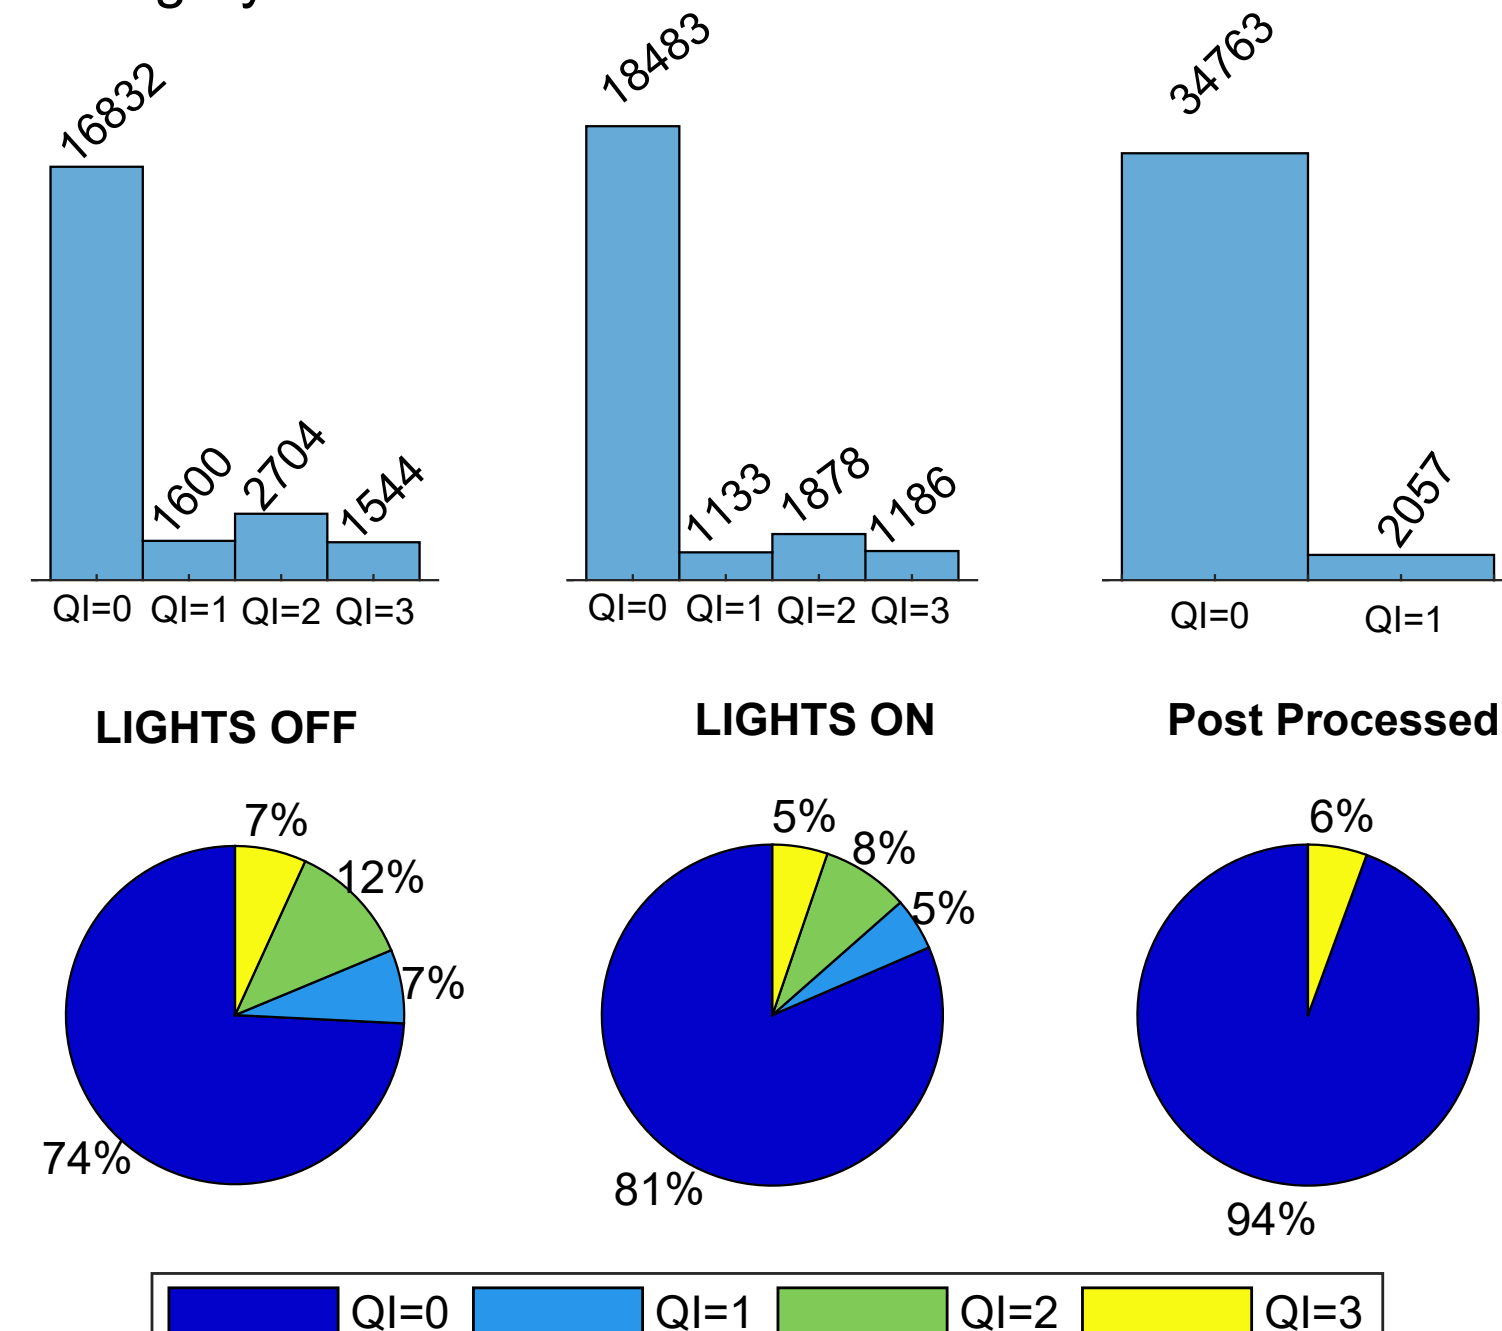 16832
1600
2704
1544
QI=0 QI=1 QI=2 QI=3
18483
1133
1878
1186
QI=0 QI=1 QI=2 QI=3
34763
2057
QI=0 QI=1
LIGHTS OFF
7%
12%
7%
74%
LIGHTS ON
5%
8%
5%
81%
Post Processed
6%
94%
QI=0 QI=1 QI=2 QI=3